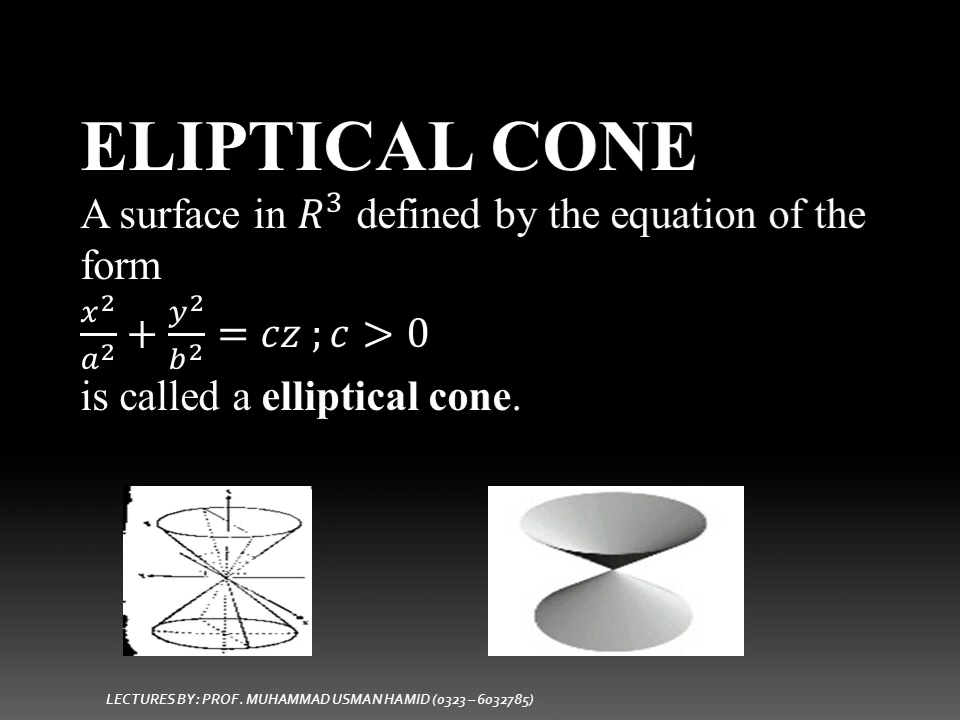 ELIPTICAL CONE
A surface in 𝑅³ defined by the equation of the
form
𝑥²/𝑎² + 𝑦²/𝑏² = 𝑐𝑧 ; 𝑐 > 0
is called a elliptical cone.
LECTURES BY: PROF. MUHAMMAD USMAN HAMID (0323 – 6032785)